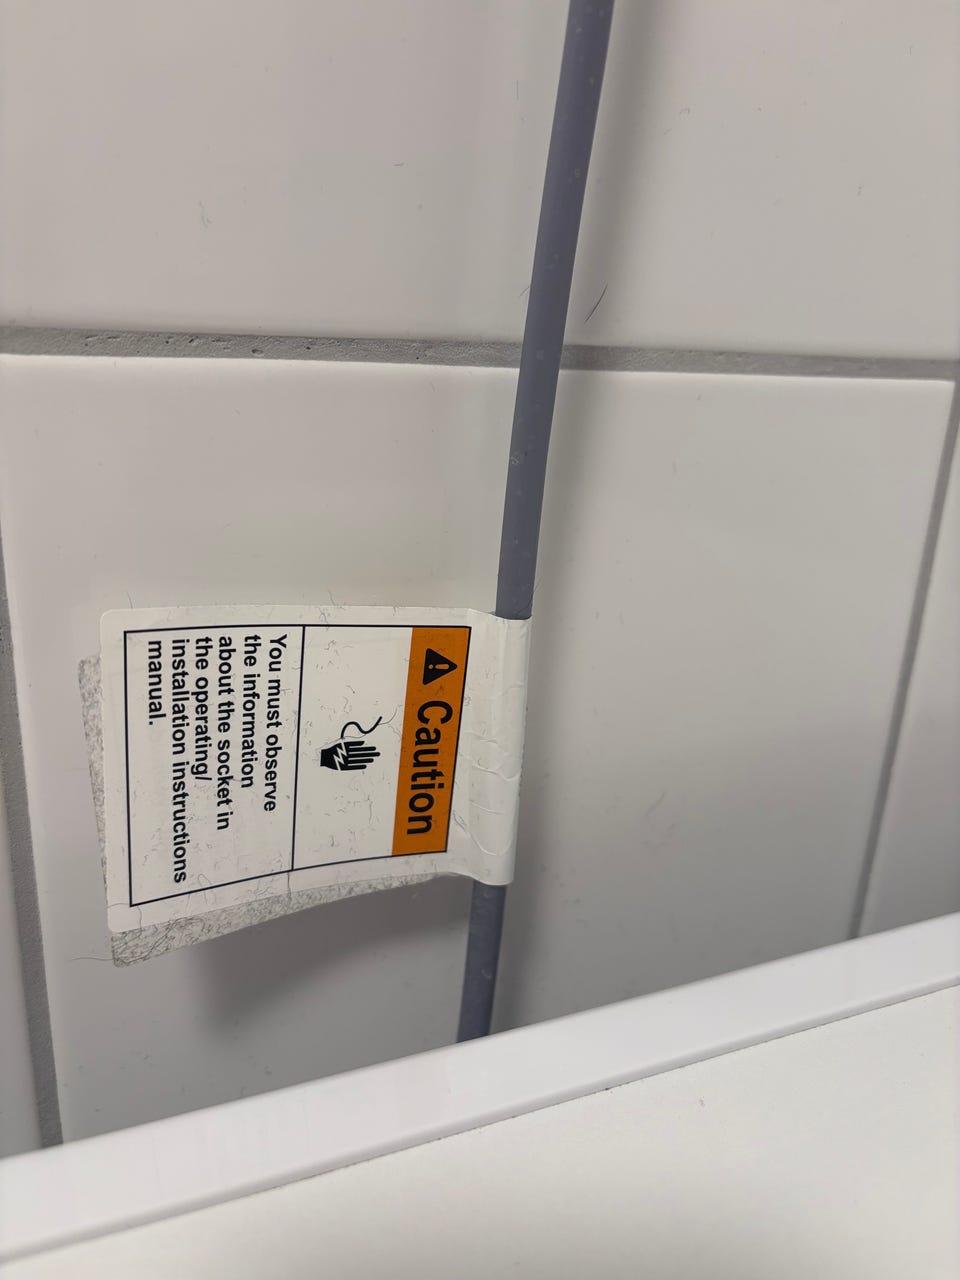 Caution
You must observe
the information
about the socket in
the operating/
installation instructions
manual.